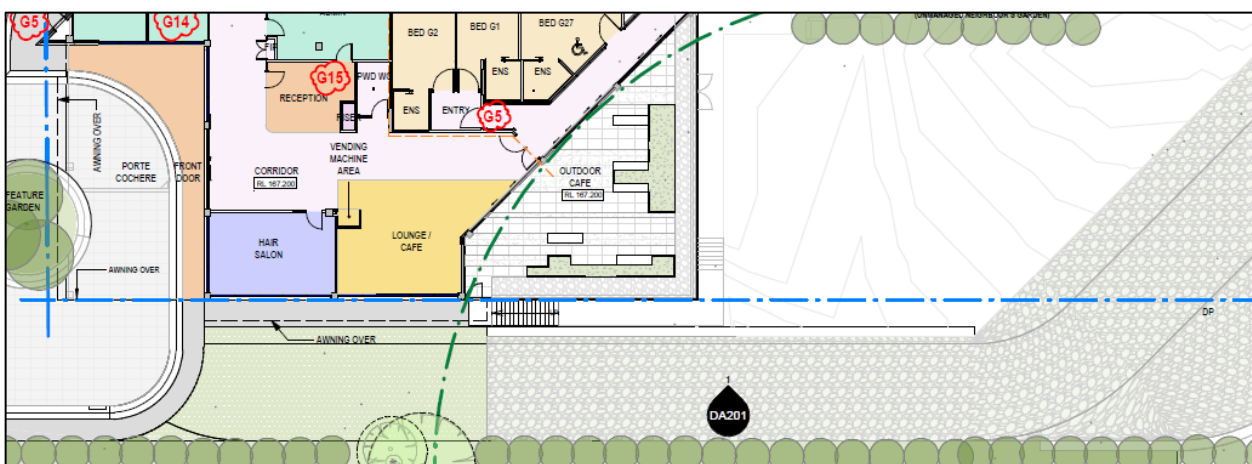 (UNMANAGED NEIGHBOUR'S GARDEN)
G5
G14
ADMIN
BED G2
BED G1
BED G27
FIP
G15
RECEPTION
PWD WC
ENS
ENS
ENS
ENTRY
G5
RISER
AWNING OVER
VENDING
MACHINE
AREA
PORTE
COCHERE
FRONT
DOOR
CORRIDOR
RL 167.200
OUTDOOR
CAFE
RL 167.200
FEATURE
GARDEN
HAIR
SALON
LOUNGE /
CAFE
AWNING OVER
DP
AWNING OVER
1
DA201